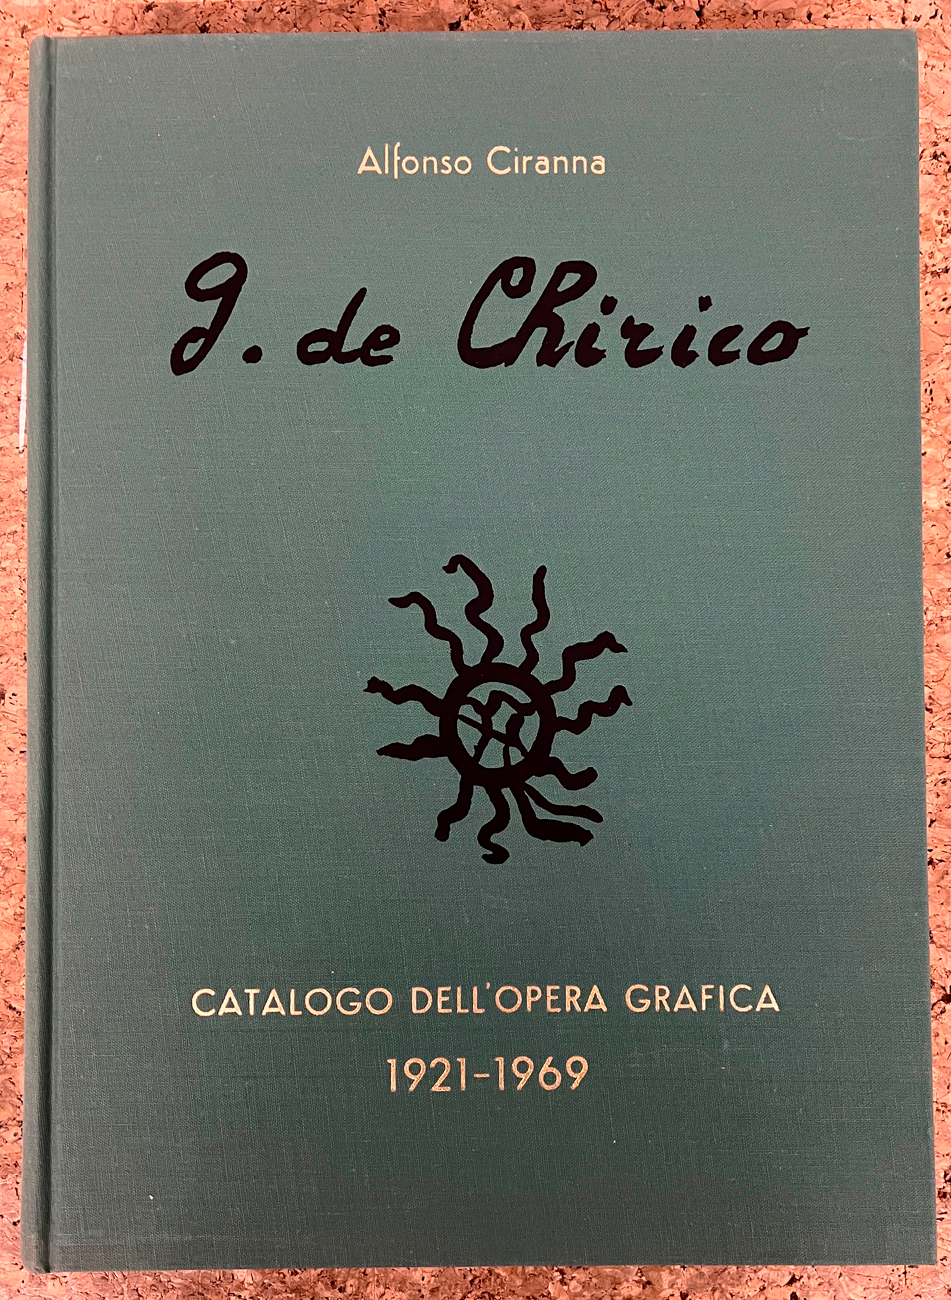 Alfonso Ciranna
G. de Chirico
CATALOGO DELL'OPERA GRAFICA
1921-1969